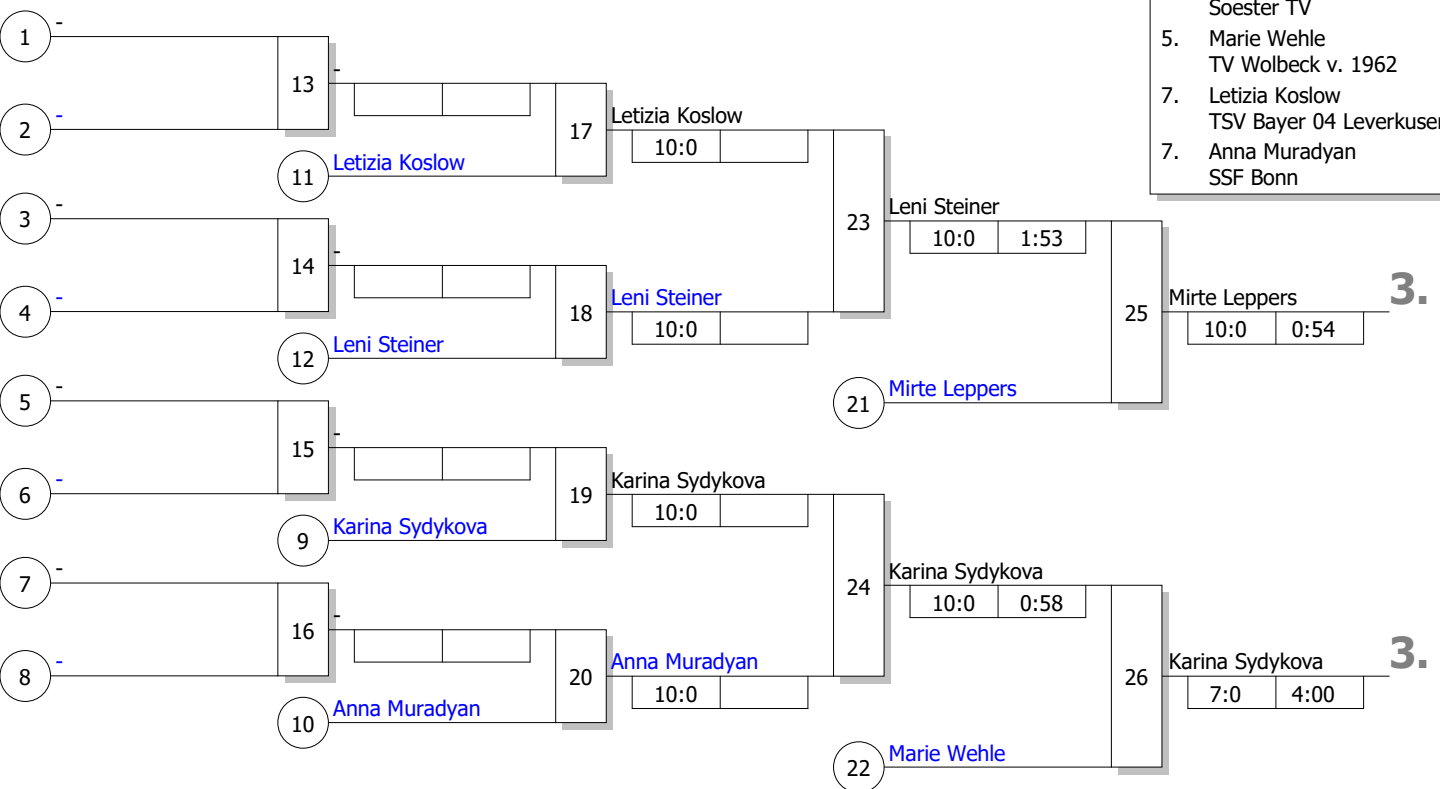 Soester TV
5. Marie Wehle
TV Wolbeck v. 1962
7. Letizia Koslow
TSV Bayer 04 Leverkusen
7. Anna Muradyan
SSF Bonn
1 -
2 -
13 -
17 Letizia Koslow
10:0
11 Letizia Koslow
3 -
4 -
14 -
18 Leni Steiner
10:0
12 Leni Steiner
23 Leni Steiner
10:0 1:53
25 Mirte Leppers 3.
10:0 0:54
21 Mirte Leppers
5 -
6 -
15 -
19 Karina Sydykova
10:0
9 Karina Sydykova
7 -
8 -
16 -
20 Anna Muradyan
10:0
10 Anna Muradyan
24 Karina Sydykova
10:0 0:58
26 Karina Sydykova 3.
7:0 4:00
22 Marie Wehle